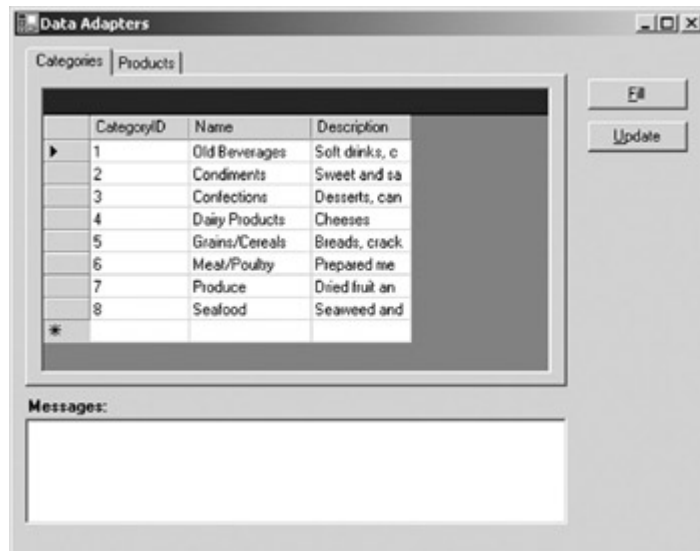 Data Adapters
Categories Products
Fill
Update
CategoryID Name Description
1 Old Beverages Soft drinks, c
2 Condiments Sweet and sa
3 Confections Desserts, can
4 Dairy Products Cheeses
5 Grains/Cereals Breads, crack
6 Meat/Poultry Prepared me
7 Produce Dried fruit an
8 Seafood Seaweed and
Messages: